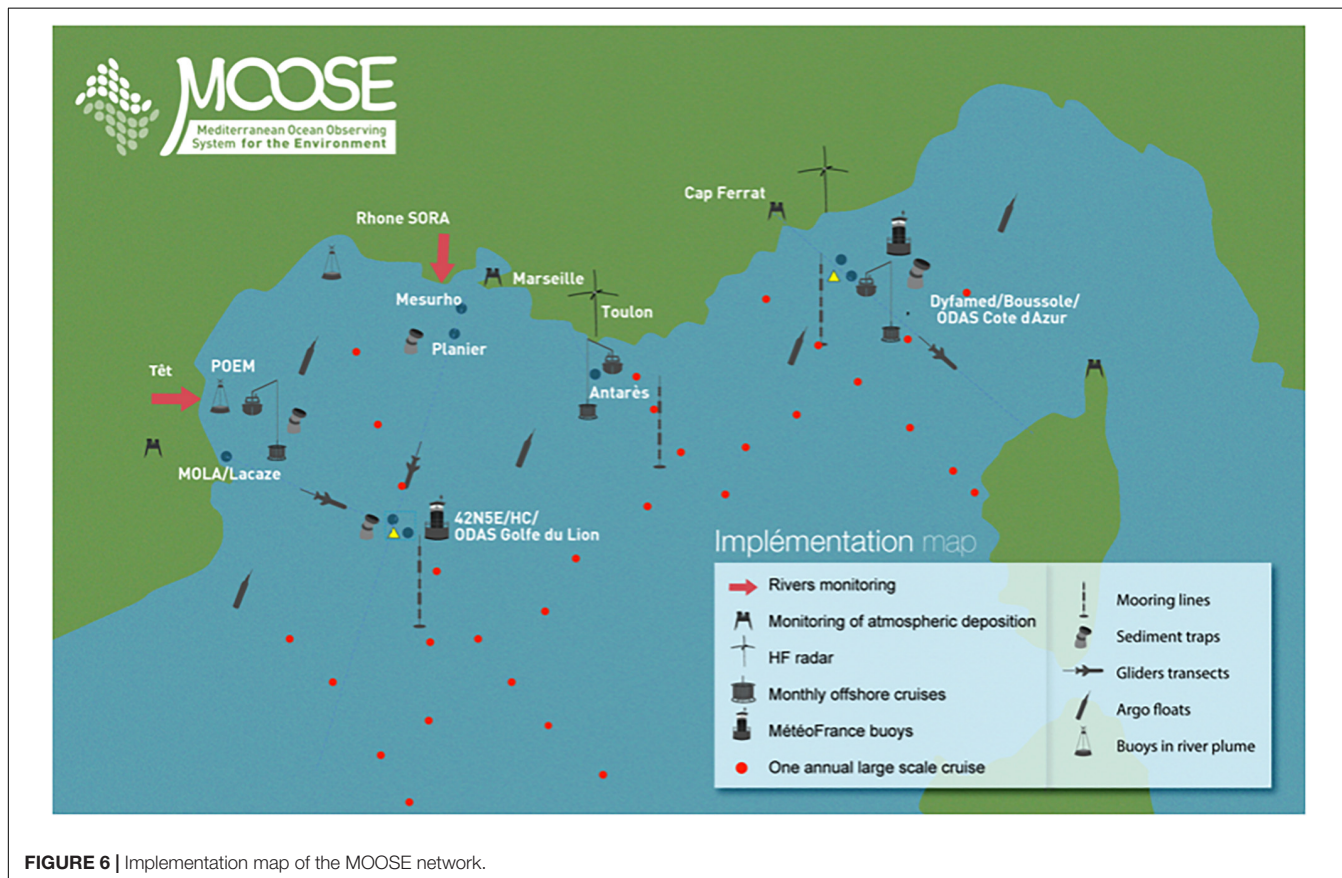 MOOSE
Mediterranean Ocean Observing
System for the Environment
Cap Ferrat
Rhone SORA
Marseille
Mesurho
Toulon
Dyfamed/Boussole/
ODAS Cote dAzur
Planier
Têt
POEM
Antarès
MOLA/Lacaze
42N5E/HC/
ODAS Golfe du Lion
Implémentation map
Rivers monitoring
Monitoring of atmospheric deposition
HF radar
Monthly offshore cruises
MétéoFrance buoys
One annual large scale cruise
Mooring lines
Sediment traps
Gliders transects
Argo floats
Buoys in river plume
FIGURE 6 | Implementation map of the MOOSE network.